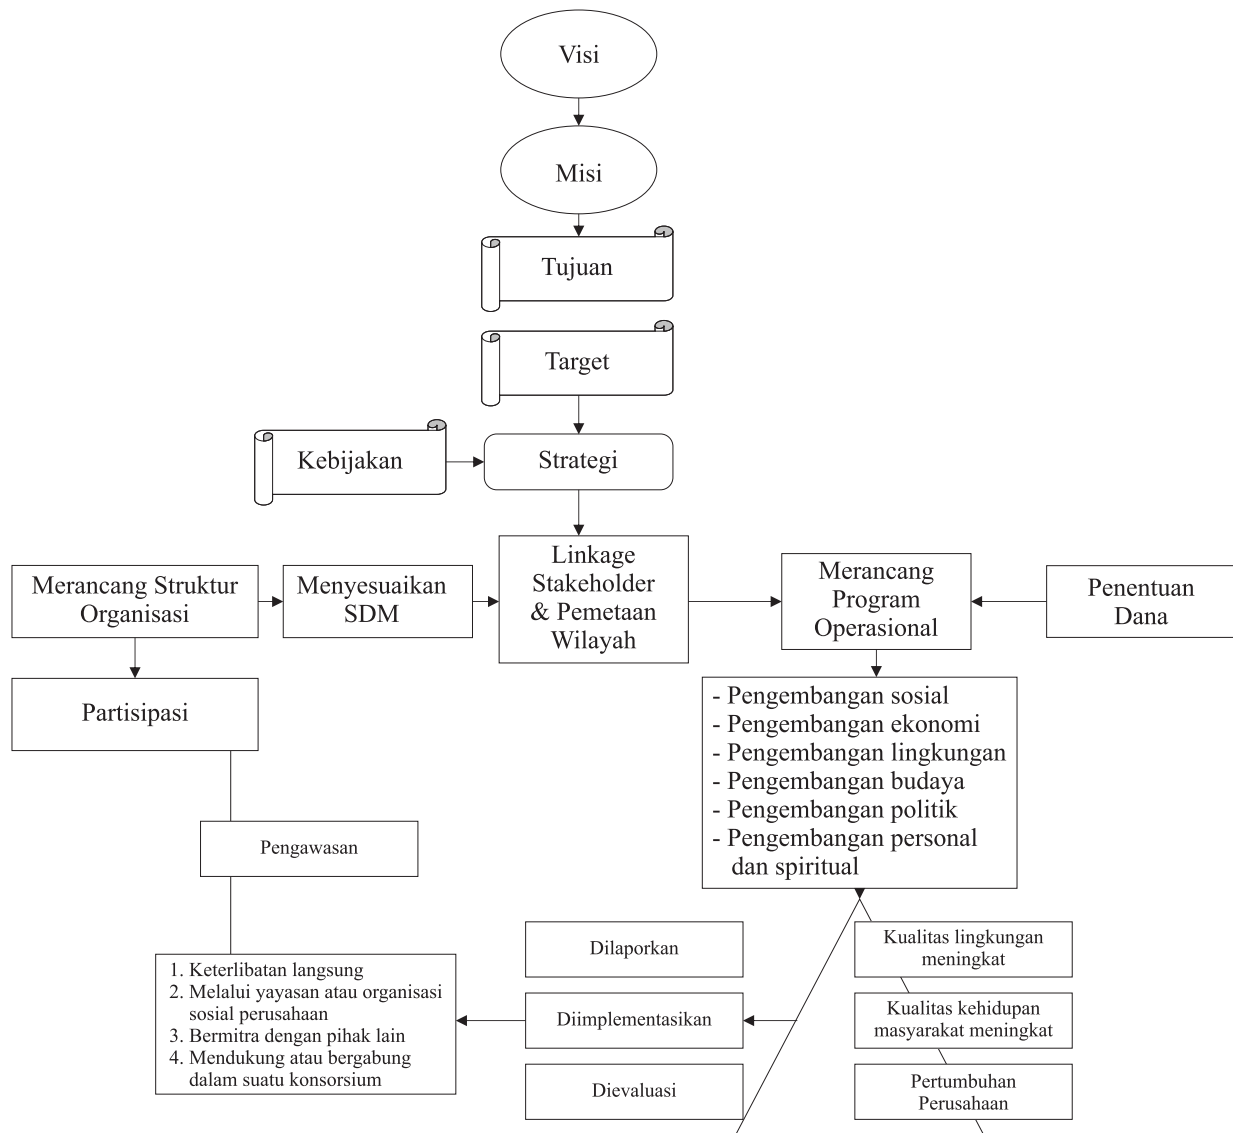 Visi
Misi
Tujuan
Target
Kebijakan
Strategi
Merancang Struktur
Organisasi
Menyesuaikan
SDM
Linkage
Stakeholder
& Pemetaan
Wilayah
Merancang
Program
Operasional
Penentuan
Dana
Partisipasi
- Pengembangan sosial
- Pengembangan ekonomi
- Pengembangan lingkungan
- Pengembangan budaya
- Pengembangan politik
- Pengembangan personal
dan spiritual
Pengawasan
1. Keterlibatan langsung
2. Melalui yayasan atau organisasi
sosial perusahaan
3. Bermitra dengan pihak lain
4. Mendukung atau bergabung
dalam suatu konsorsium
Dilaporkan
Diimplementasikan
Dievaluasi
Kualitas lingkungan
meningkat
Kualitas kehidupan
masyarakat meningkat
Pertumbuhan
Perusahaan